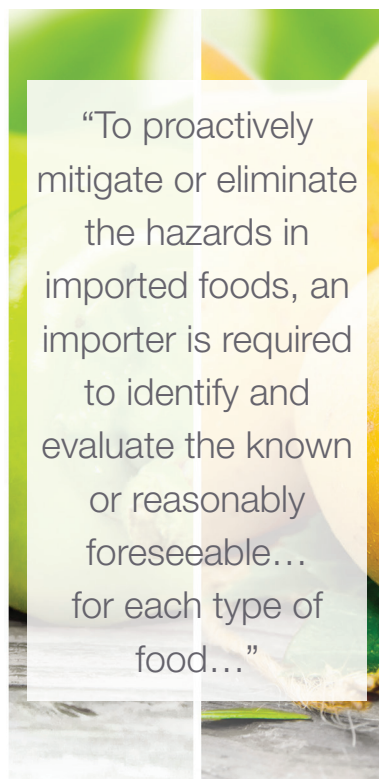 “To proactively
mitigate or eliminate
the hazards in
imported foods, an
importer is required
to identify and
evaluate the known
or reasonably
foreseeable…
for each type of
food…”